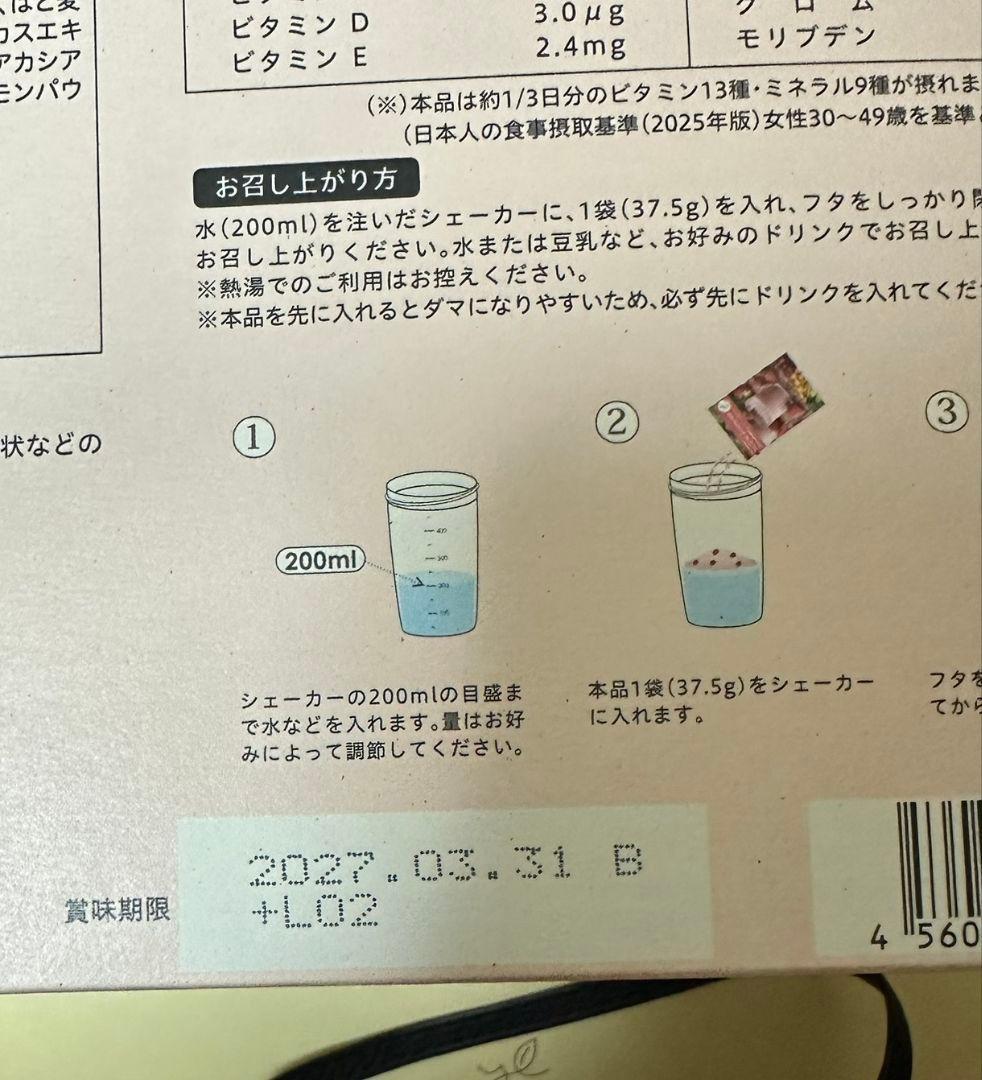 ほど変
カスエキ
アカシア
モンパウ
ビタミン D 3.0μg
ビタミン E 2.4mg
クロム
モリブデン
(※)本品は約1/3日分のビタミン13種・ミネラル9種が摂れま
(日本人の食事摂取基準(2025年版)女性30〜49歳を基準
お召し上がり方
水(200ml)を注いだシェーカーに、1袋(37.5g)を入れ、フタをしっかり
お召し上がりください。水または豆乳など、お好みのドリンクでお召し上
※熱湯でのご利用はお控えください。
※本品を先に入れるとダマになりやすいため、必ず先にドリンクを入れてくだ
状などの
① ② ③
200ml
シェーカーの200mlの目盛ま
で水などを入れます。量はお好
みによって調節してください。
本品1袋(37.5g)をシェーカー
に入れます。
フタを
てから
賞味期限
2027.03.31 B
+L02
4 560